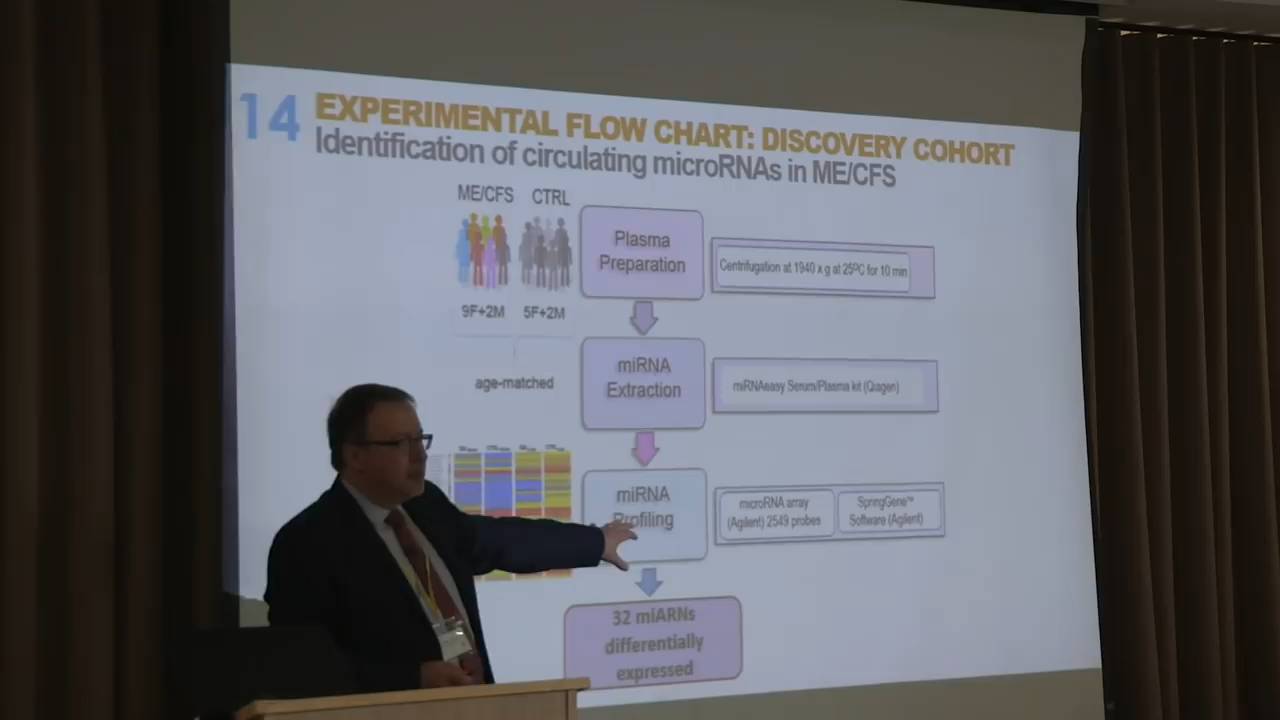 14
EXPERIMENTAL FLOW CHART: DISCOVERY COHORT
Identification of circulating microRNAs in ME/CFS
ME/CFS
CTRL
9F+2M
5F+2M
age-matched
Plasma
Preparation
Centrifugation at 1940 x g at 25ºC for 10 min
miRNA
Extraction
miRNAeasy Serum/Plasma kit (Qiagen)
miRNA
Profiling
microRNA array
(Agilent) 2549 probes
SpringGene™
Software (Agilent)
32 miARNs
differentially
expressed